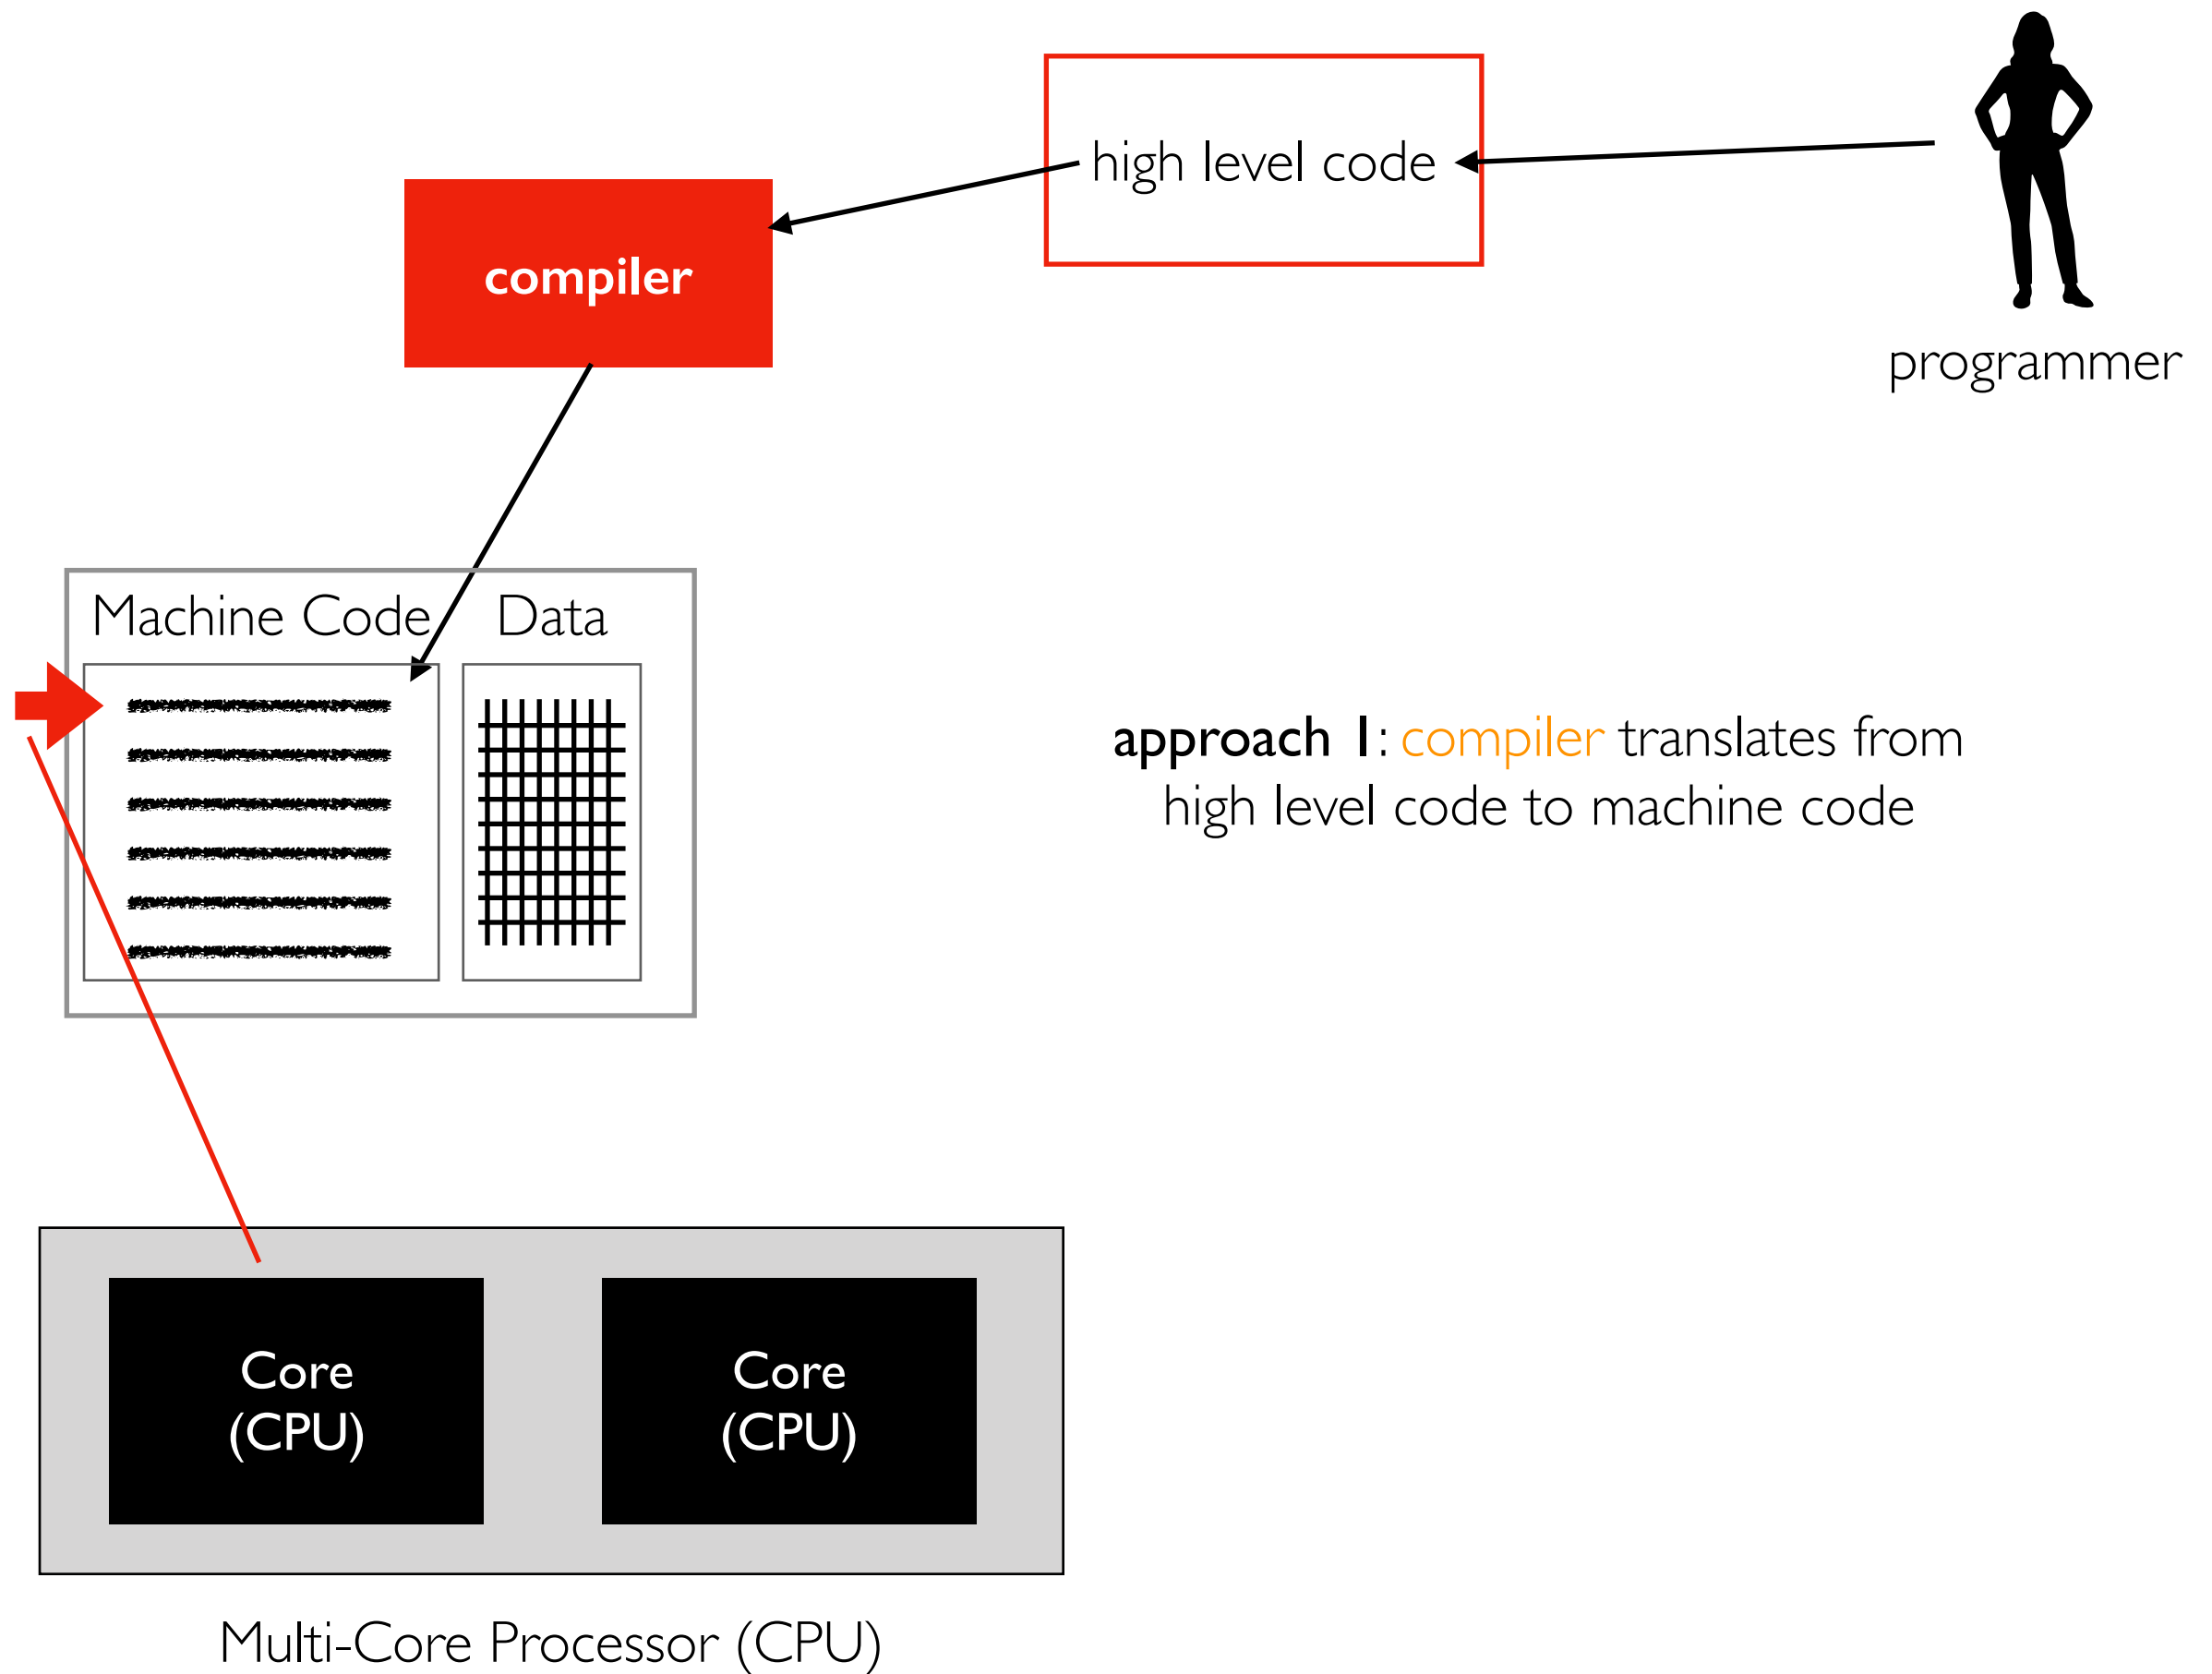 high level code
compiler
programmer
Machine Code
Data
approach 1: compiler translates from
high level code to machine code
Core
(CPU)
Core
(CPU)
Multi-Core Processor (CPU)